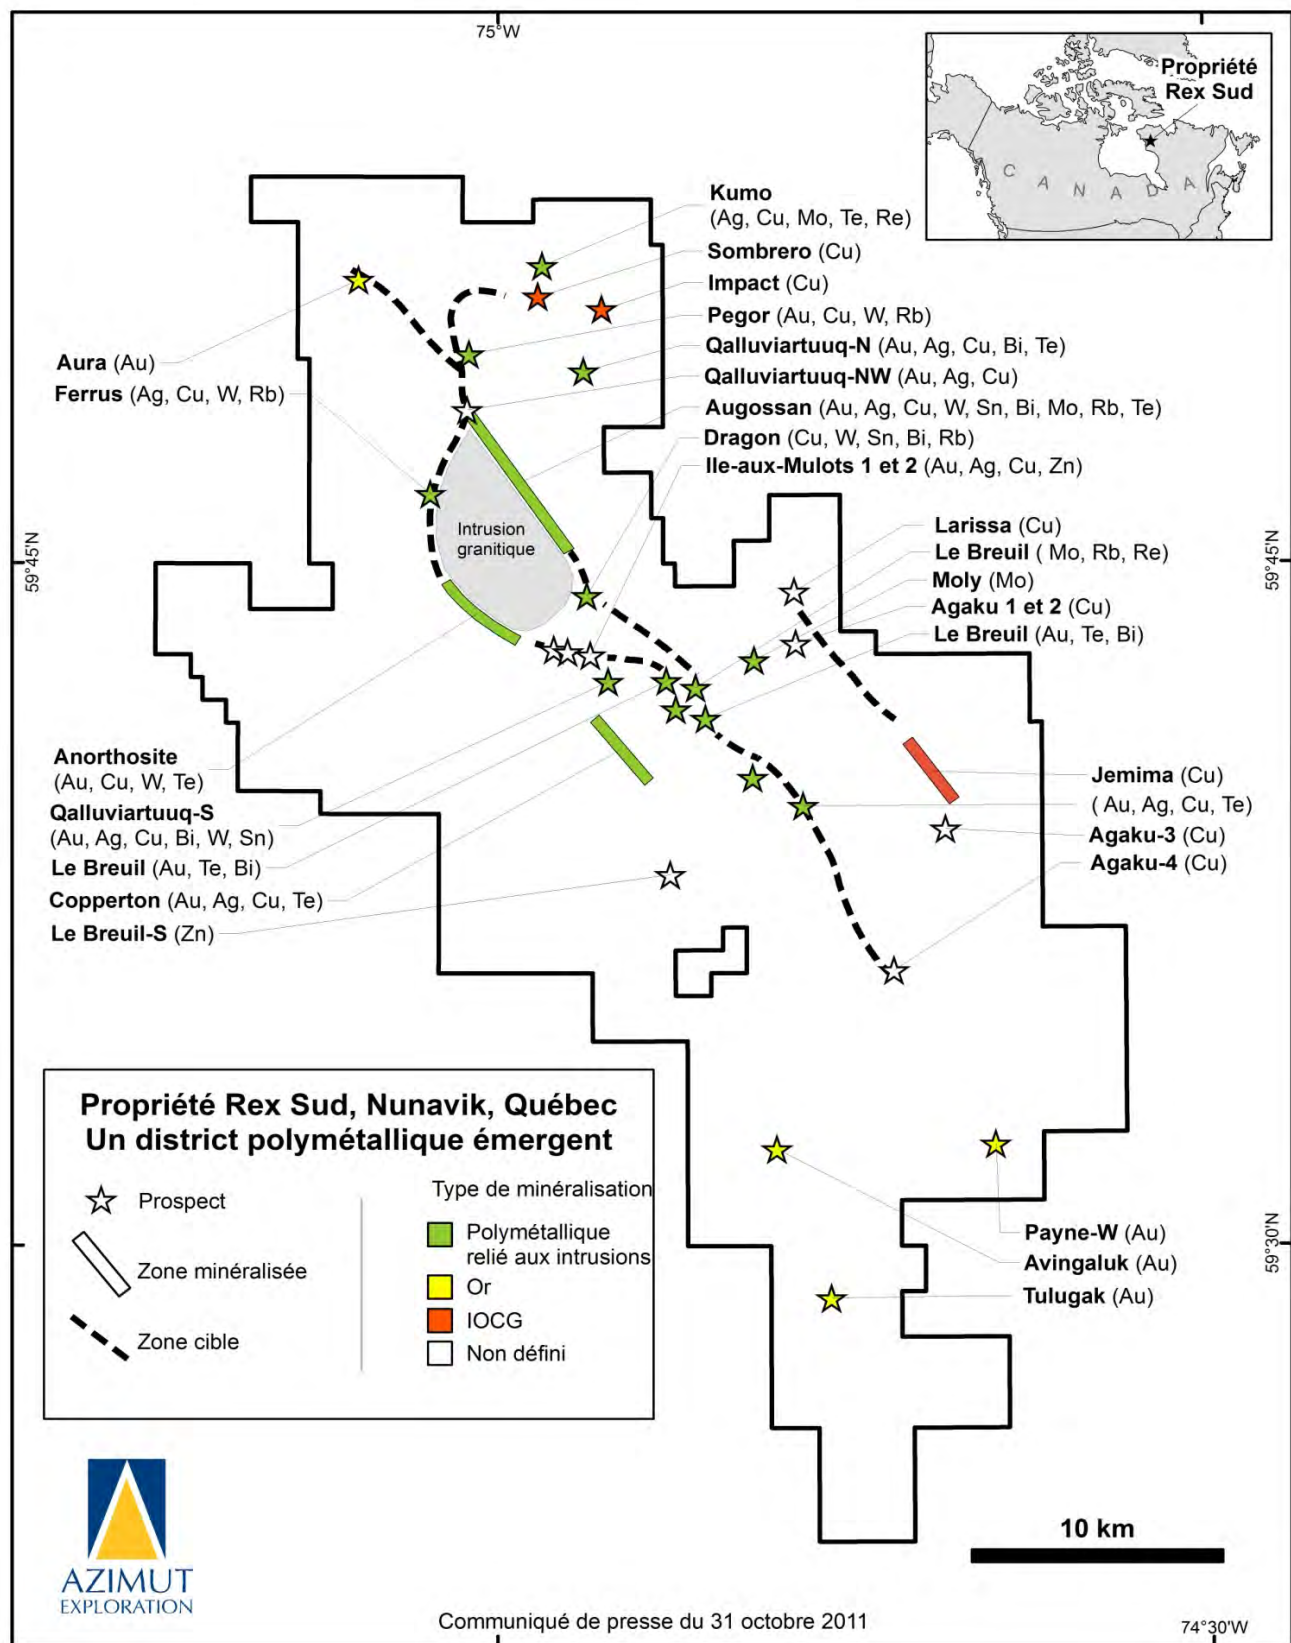 75°W
Propriété
Rex Sud
CANADA
Kumo
(Ag, Cu, Mo, Te, Re)
Sombrero (Cu)
Impact (Cu)
Pegor (Au, Cu, W, Rb)
Qalluviartuuq-N (Au, Ag, Cu, Bi, Te)
Qalluviartuuq-NW (Au, Ag, Cu)
Augossan (Au, Ag, Cu, W, Sn, Bi, Mo, Rb, Te)
Dragon (Cu, W, Sn, Bi, Rb)
Ile-aux-Mulots 1 et 2 (Au, Ag, Cu, Zn)
Aura (Au)
Ferrus (Ag, Cu, W, Rb)
Intrusion
granitique
59°45'N
59°45'N
Larissa (Cu)
Le Breuil ( Mo, Rb, Re)
Moly (Mo)
Agaku 1 et 2 (Cu)
Le Breuil (Au, Te, Bi)
Anorthosite
(Au, Cu, W, Te)
Qalluviartuuq-S
(Au, Ag, Cu, Bi, W, Sn)
Le Breuil (Au, Te, Bi)
Copperton (Au, Ag, Cu, Te)
Le Breuil-S (Zn)
Jemima (Cu)
( Au, Ag, Cu, Te)
Agaku-3 (Cu)
Agaku-4 (Cu)
Propriété Rex Sud, Nunavik, Québec
Un district polymétallique émergent
Prospect
Zone minéralisée
Zone cible
Type de minéralisation
Polymétallique
relié aux intrusions
Or
IOCG
Non défini
Payne-W (Au)
Avingaluk (Au)
Tulugak (Au)
59°30'N
10 km
AZIMUT
EXPLORATION
Communiqué de presse du 31 octobre 2011
74°30'W